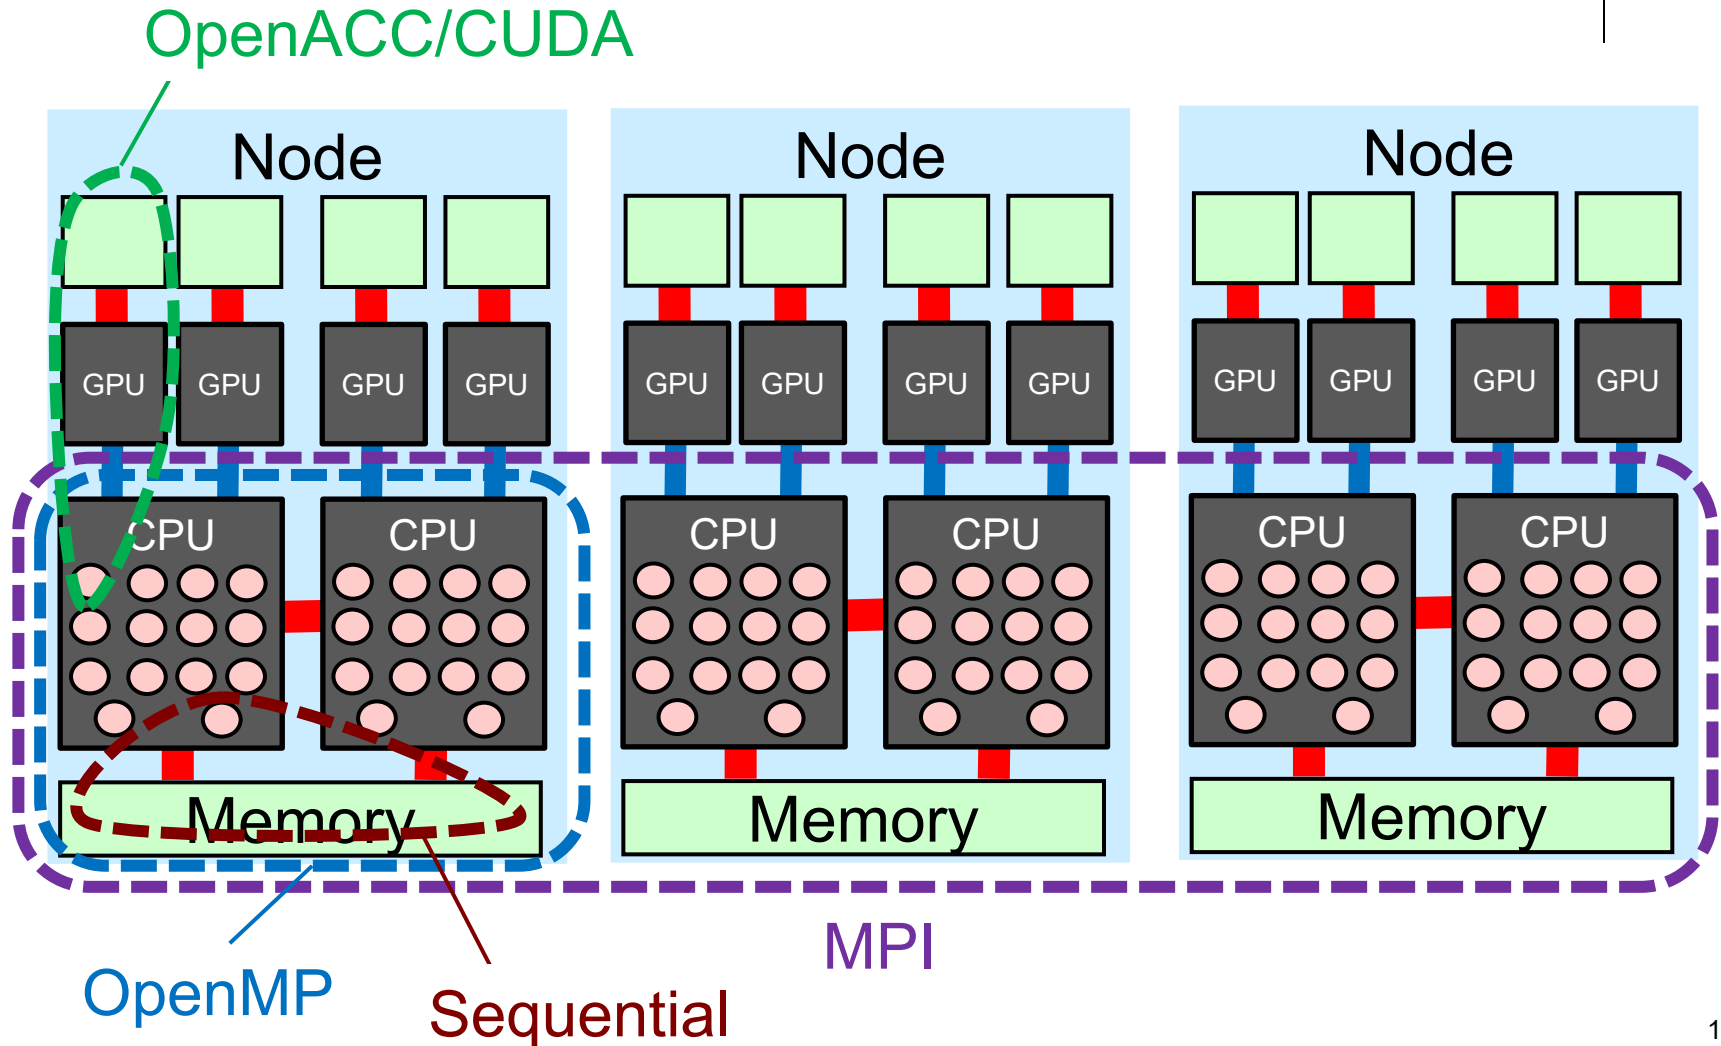 OpenACC/CUDA
Node
Node
Node
GPU GPU GPU GPU
GPU GPU GPU GPU
GPU GPU GPU GPU
CPU CPU
CPU CPU
CPU CPU
Memory
Memory
Memory
MPI
OpenMP
Sequential
1